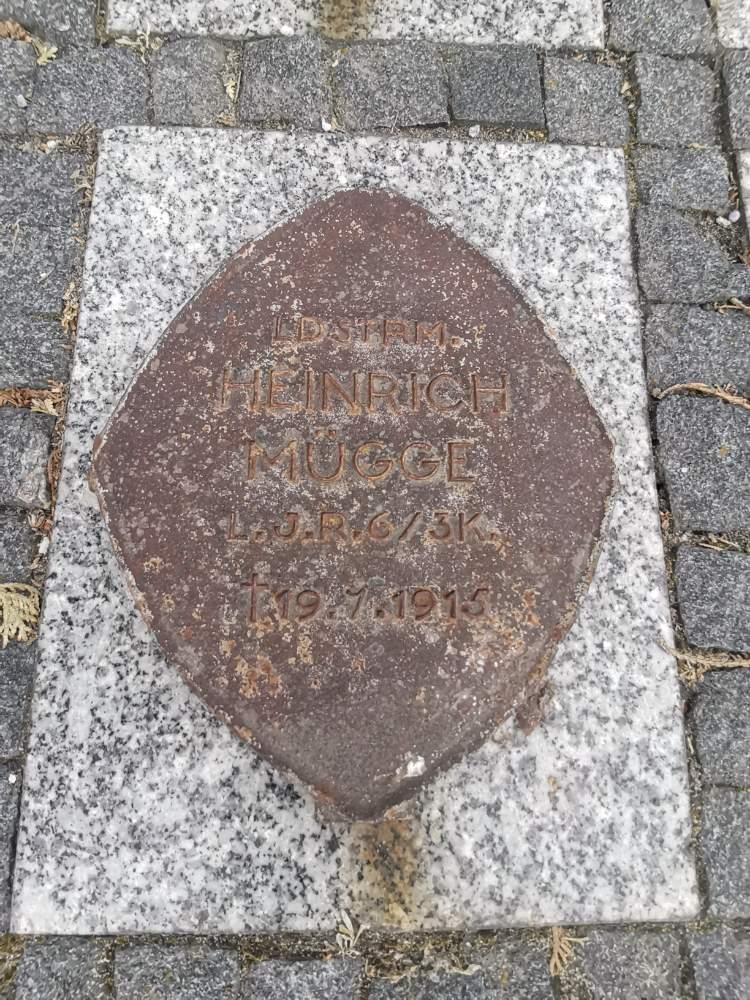 LDSTRM.
HEINRICH
MÜGGE
L.J.R.6/3K.
†19.7.1915